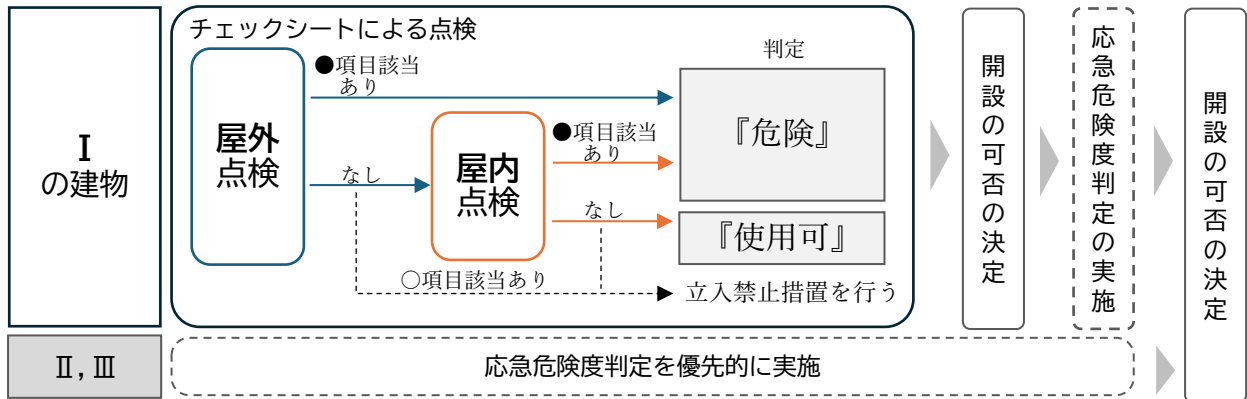 Ⅰ
の建物
チェックシートによる点検
屋外
点検
●項目該当
あり
なし
屋内
点検
●項目該当
あり
なし
○項目該当あり
判定
『危険』
『使用可』
立入禁止措置を行う
開設の可否の決定
応急危険度判定の実施
開設の可否の決定
Ⅱ,Ⅲ
応急危険度判定を優先的に実施